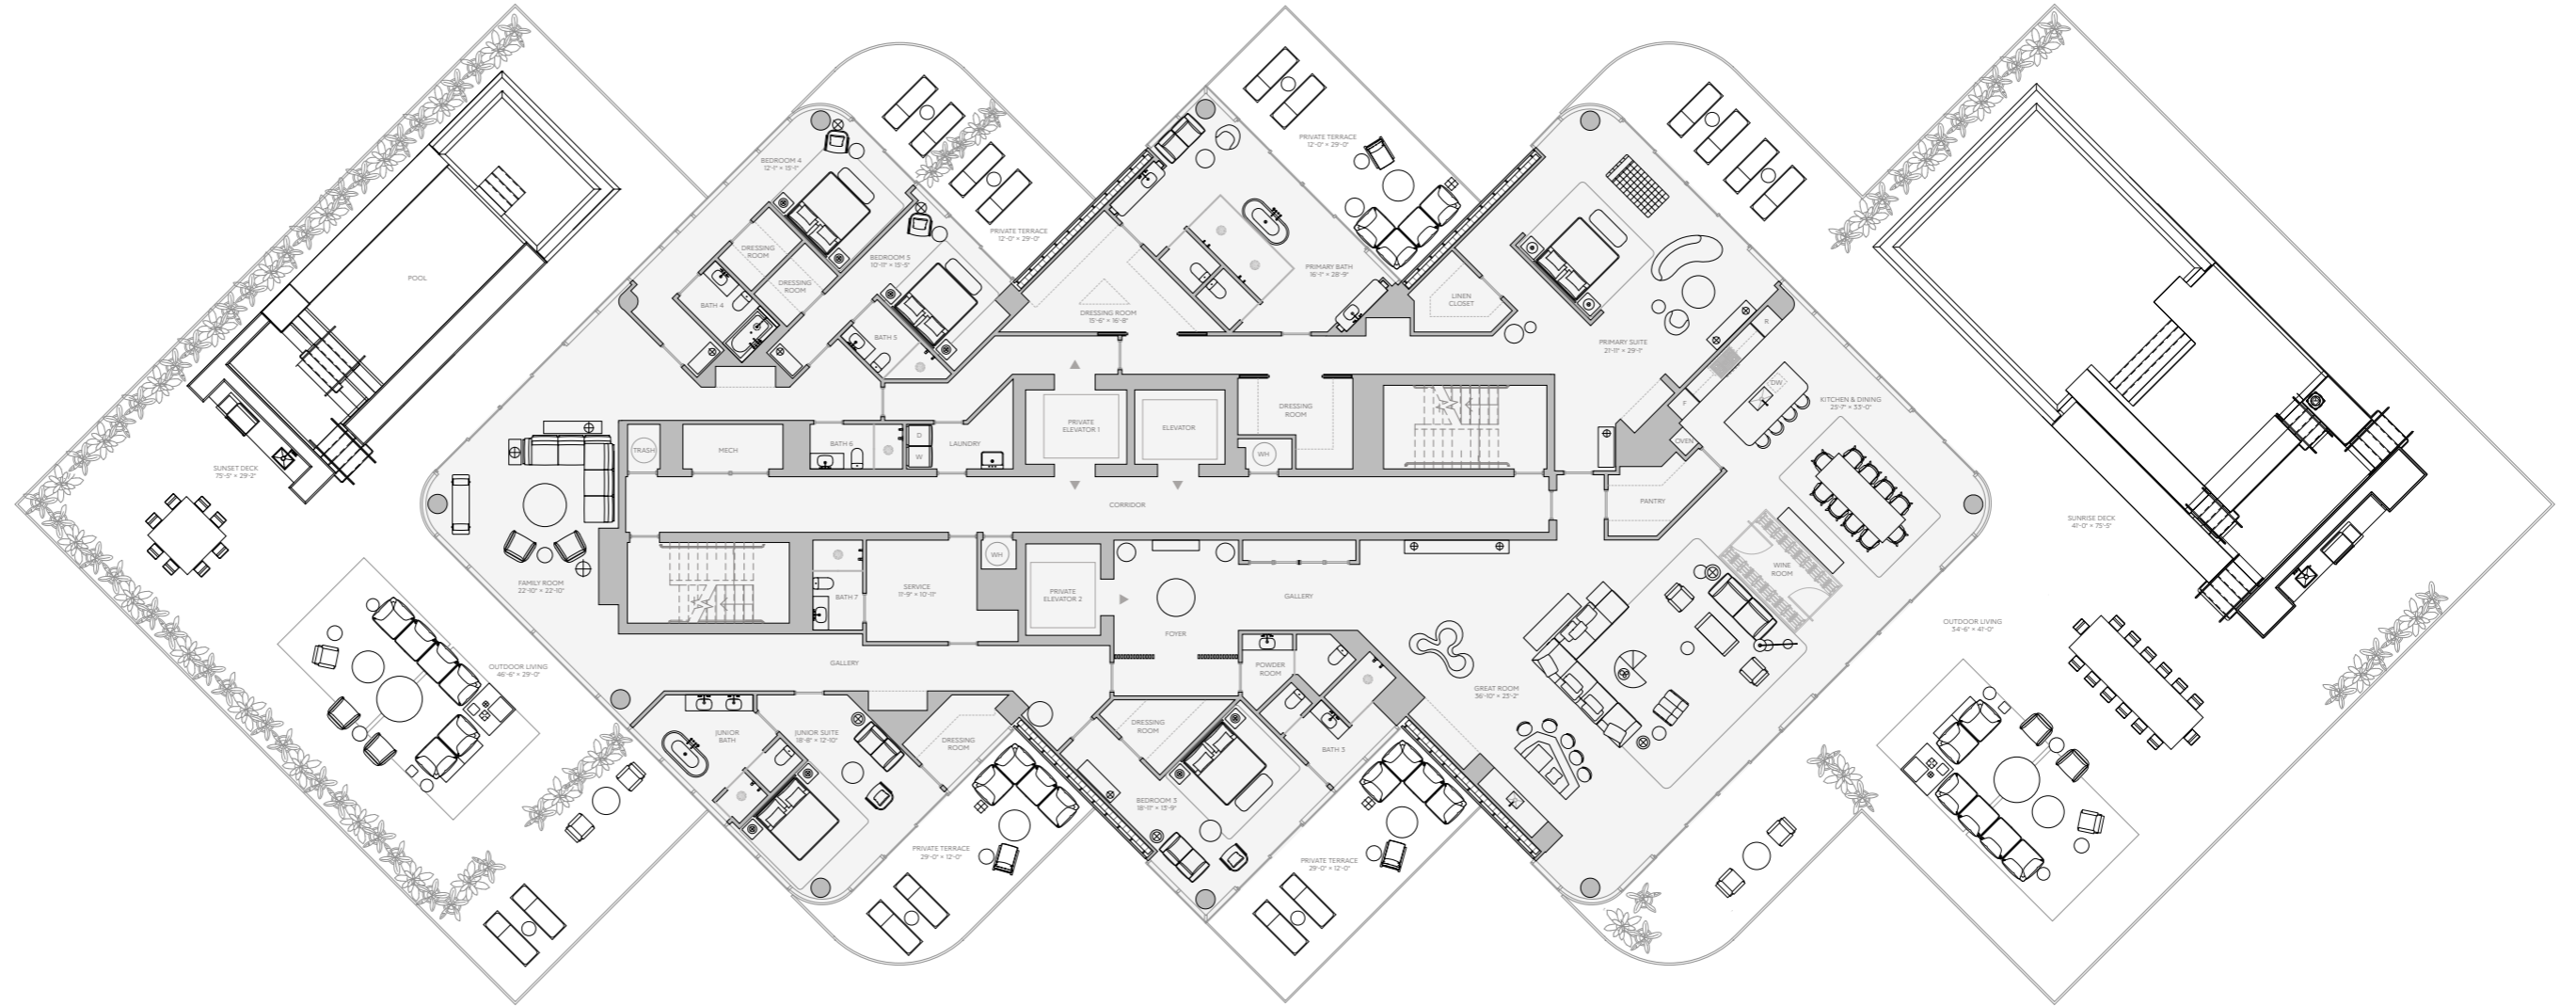 BEDROOM 4
12'-1" × 15'-1"
DRESSING
ROOM
DRESSING
ROOM
BATH 4
BEDROOM 5
10'-11" × 15'-5"
BATH 5
PRIVATE TERRACE
12'-0" × 29'-0"
PRIVATE TERRACE
12'-0" × 29'-0"
PRIMARY BATH
16'-1" × 28'-9"
DRESSING ROOM
15'-6" × 16'-8"
LINEN
CLOSET
PRIMARY SUITE
21'-11" × 29'-1"
POOL
SUNSET DECK
75'-5" × 29'-2"
R
DW
F
OVEN
KITCHEN & DINING
25'-7" × 33'-0"
PANTRY
TRASH
MECH
BATH 6
D
W
LAUNDRY
PRIVATE
ELEVATOR 1
ELEVATOR
DRESSING
ROOM
WH
CORRIDOR
FAMILY ROOM
22'-10" × 22'-10"
BATH 7
SERVICE
11'-9" × 10'-11"
WH
PRIVATE
ELEVATOR 2
FOYER
GALLERY
WINE
ROOM
SUNRISE DECK
41'-0" × 75'-5"
OUTDOOR LIVING
34'-6" × 41'-0"
OUTDOOR LIVING
46'-6" × 29'-0"
GALLERY
POWDER
ROOM
GREAT ROOM
36'-10" × 23'-2"
JUNIOR
BATH
JUNIOR SUITE
18'-8" × 12'-10"
DRESSING
ROOM
DRESSING
ROOM
BATH 3
BEDROOM 3
18'-11" × 13'-9"
PRIVATE TERRACE
29'-0" × 12'-0"
PRIVATE TERRACE
29'-0" × 12'-0"